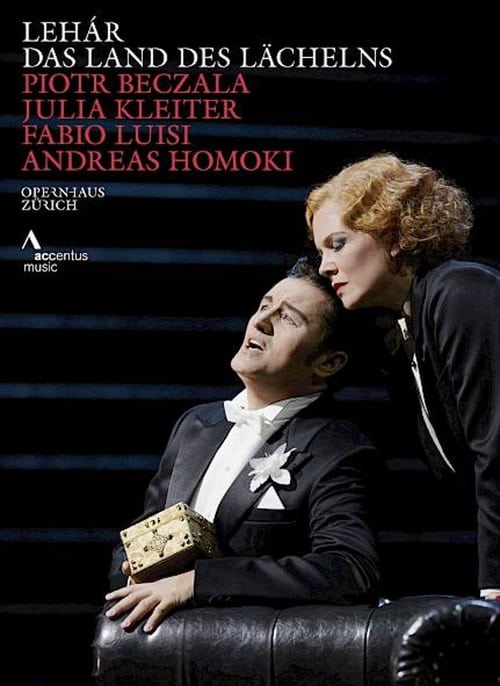 LEHÁR
DAS LAND DES LÄCHELNS
PIOTR BECZALA
JULIA KLEITER
FABIO LUISI
ANDREAS HOMOKI
OPERNHAUS
ZÜRICH
accentus
music